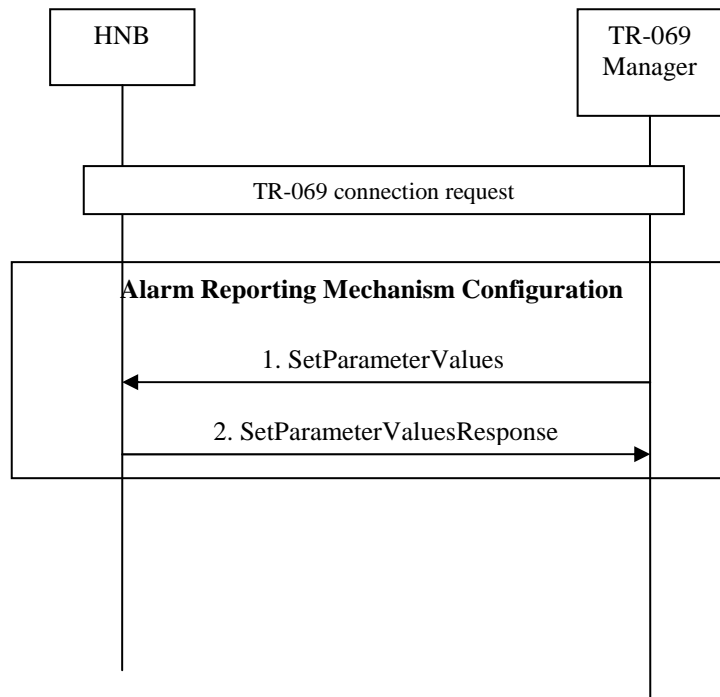 HNB
TR-069
Manager
TR-069 connection request
Alarm Reporting Mechanism Configuration
1. SetParameterValues
2. SetParameterValuesResponse